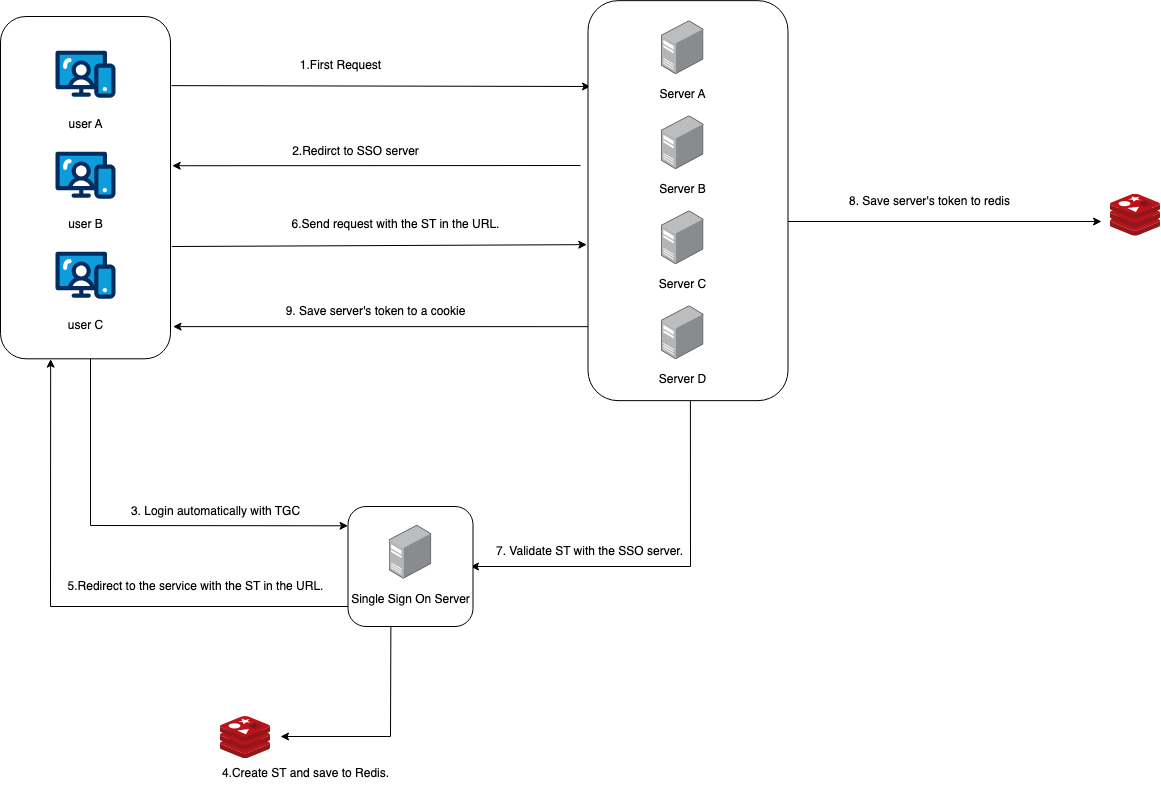 user A
user B
user C
1.First Request
2.Redirct to SSO server
6.Send request with the ST in the URL.
9. Save server's token to a cookie
Server A
Server B
Server C
Server D
8. Save server's token to redis
3. Login automatically with TGC
5.Redirect to the service with the ST in the URL.
Single Sign On Server
7. Validate ST with the SSO server.
4.Create ST and save to Redis.